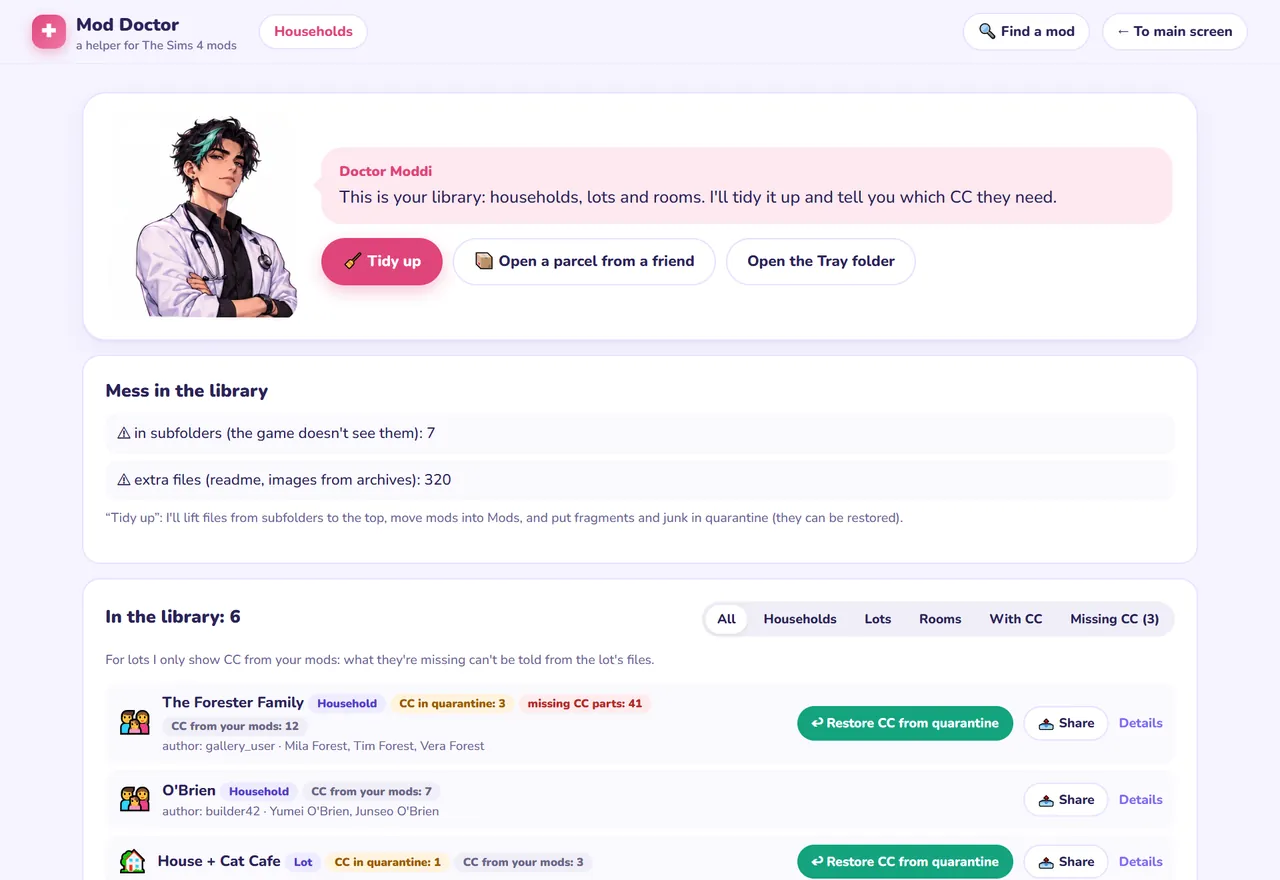 Mod Doctor
a helper for The Sims 4 mods
Households
Find a mod
← To main screen
Doctor Moddi
This is your library: households, lots and rooms. I'll tidy it up and tell you which CC they need.
Tidy up
Open a parcel from a friend
Open the Tray folder
Mess in the library
⚠ in subfolders (the game doesn't see them): 7
⚠ extra files (readme, images from archives): 320
“Tidy up”: I'll lift files from subfolders to the top, move mods into Mods, and put fragments and junk in quarantine (they can be restored).
In the library: 6
All
Households
Lots
Rooms
With CC
Missing CC (3)
For lots I only show CC from your mods: what they're missing can't be told from the lot's files.
The Forester Family Household CC in quarantine: 3 missing CC parts: 41
CC from your mods: 12
author: gallery_user · Mila Forest, Tim Forest, Vera Forest
↩ Restore CC from quarantine
Share
Details
O'Brien Household CC from your mods: 7
author: builder42 · Yumei O'Brien, Junseo O'Brien
Share
Details
House + Cat Cafe Lot CC in quarantine: 1 CC from your mods: 3
↩ Restore CC from quarantine
Share
Details